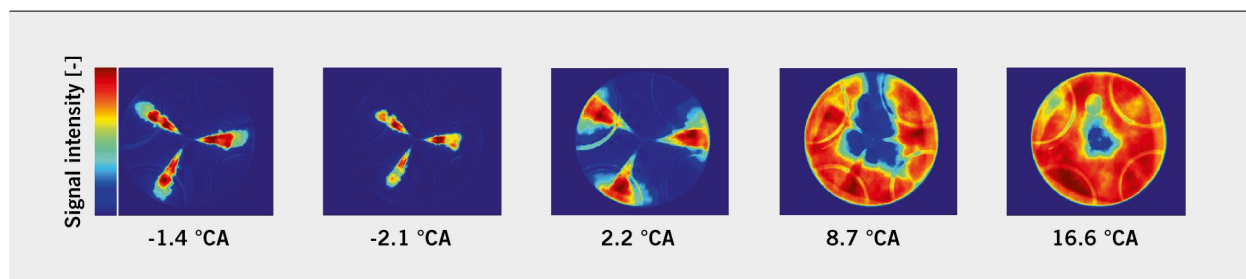 Signal intensity [-]
-1.4 °CA
-2.1 °CA
2.2 °CA
8.7 °CA
16.6 °CA